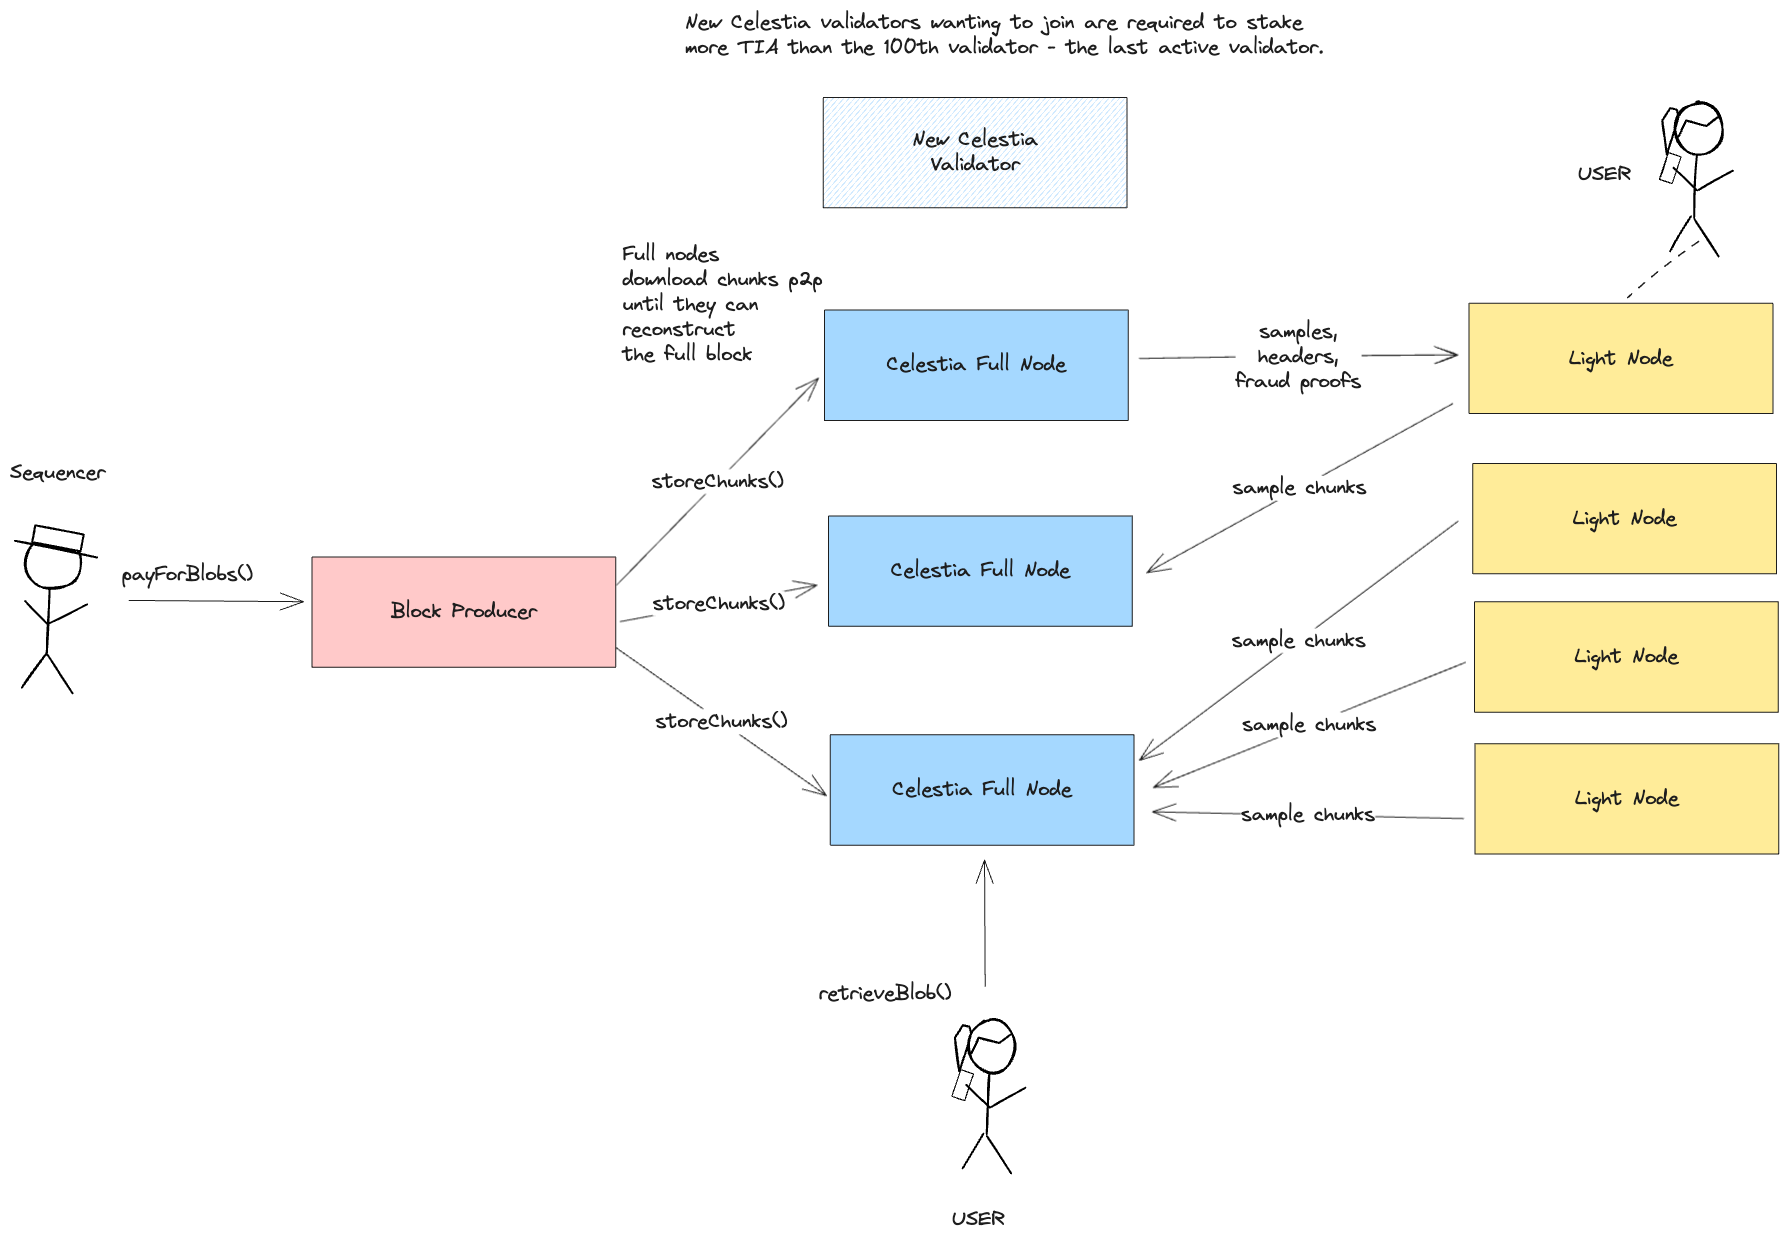 New Celestia validators wanting to join are required to stake
more TIA than the 100th validator - the last active validator.
New Celestia
Validator
USER
Full nodes
download chunks p2p
until they can
reconstruct
the full block
Celestia Full Node
samples,
headers,
fraud proofs
Light Node
Sequencer
storeChunks()
sample chunks
Light Node
payForBlobs()
Celestia Full Node
Block Producer
storeChunks()
sample chunks
Light Node
storeChunks()
sample chunks
Celestia Full Node
Light Node
sample chunks
retrieveBlob()
USER